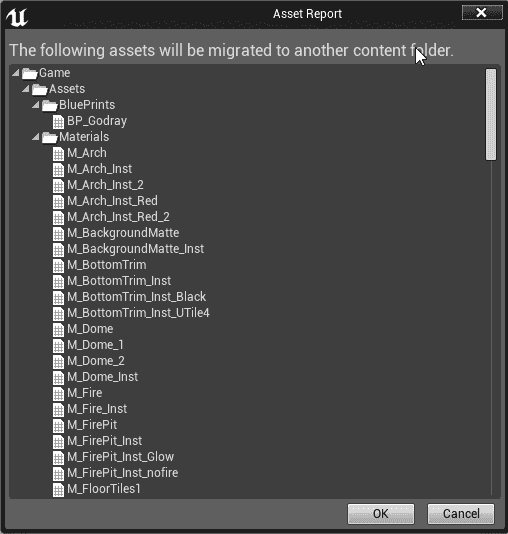 Asset Report
The following assets will be migrated to another content folder.
Game
Assets
BluePrints
BP_Godray
Materials
M_Arch
M_Arch_Inst
M_Arch_Inst_2
M_Arch_Inst_Red
M_Arch_Inst_Red_2
M_BackgroundMatte
M_BackgroundMatte_Inst
M_BottomTrim
M_BottomTrim_Inst
M_BottomTrim_Inst_Black
M_BottomTrim_Inst_UTile4
M_Dome
M_Dome_1
M_Dome_2
M_Dome_Inst
M_Fire
M_Fire_Inst
M_FirePit
M_FirePit_Inst
M_FirePit_Inst_Glow
M_FirePit_Inst_nofire
M_FloorTiles1
OK Cancel